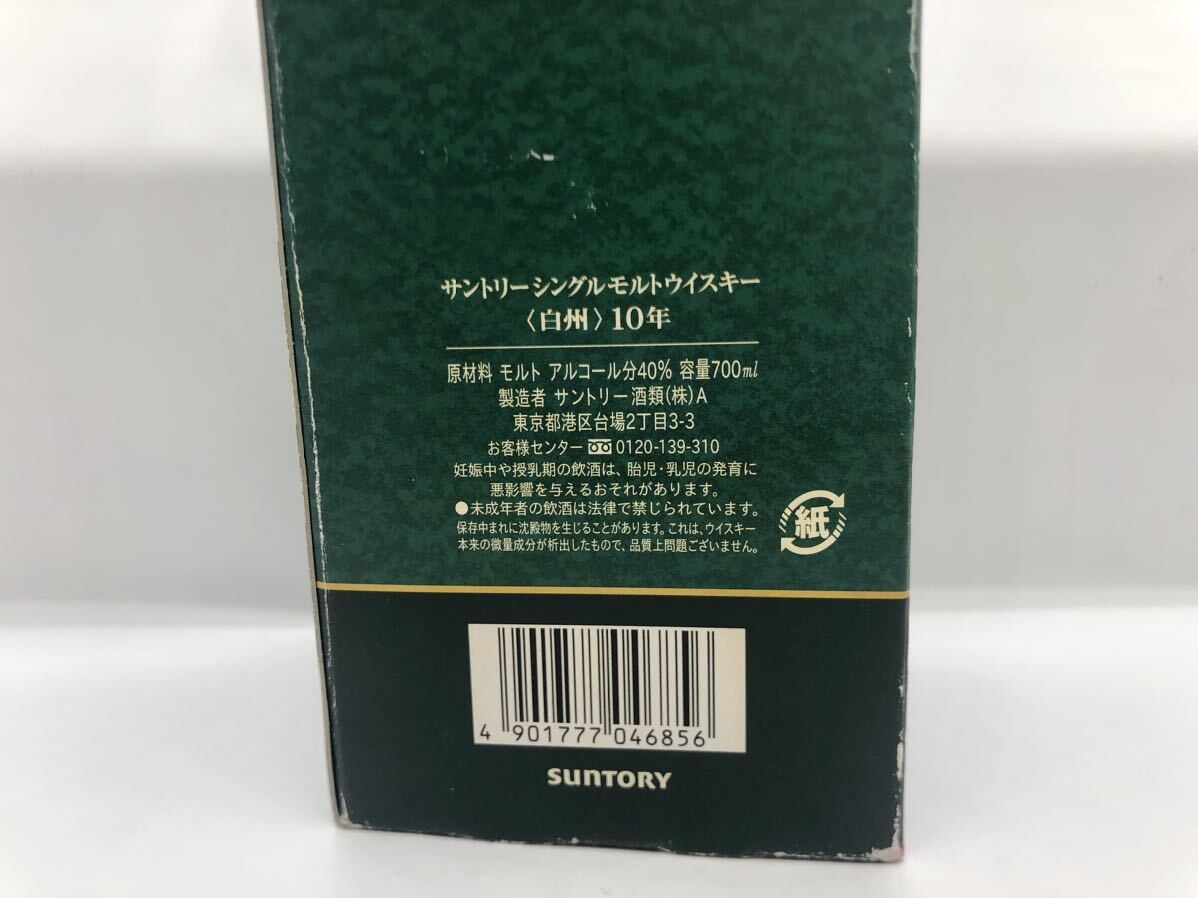 サントリーシングルモルトウイスキー
〈白州〉10年
原材料 モルト アルコール分40% 容量700ml
製造者 サントリー酒類(株)A
東京都港区台場2丁目3-3
お客様センター 0120-139-310
妊娠中や授乳期の飲酒は、胎児・乳児の発育に
悪影響を与えるおそれがあります。
●未成年者の飲酒は法律で禁じられています。
保存中まれに沈殿物を生じることがあります。これは、ウイスキー
本来の微量成分が析出したもので、品質上問題ございません。
紙
4 901777 046856
SUNTORY